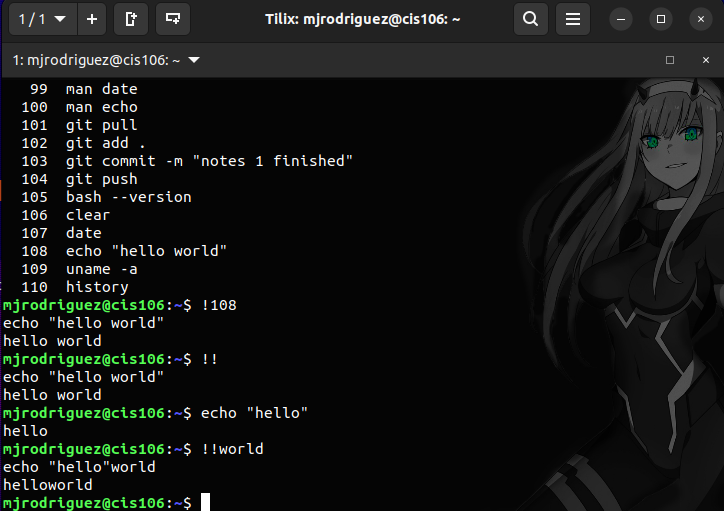 1 / 1
Tilix: mjrodriguez@cis106: ~
1: mjrodriguez@cis106: ~
99 man date
100 man echo
101 git pull
102 git add .
103 git commit -m "notes 1 finished"
104 git push
105 bash --version
106 clear
107 date
108 echo "hello world"
109 uname -a
110 history
mjrodriguez@cis106:~$ !108
echo "hello world"
hello world
mjrodriguez@cis106:~$ !!
echo "hello world"
hello world
mjrodriguez@cis106:~$ echo "hello"
hello
mjrodriguez@cis106:~$ !!world
echo "hello"world
helloworld
mjrodriguez@cis106:~$